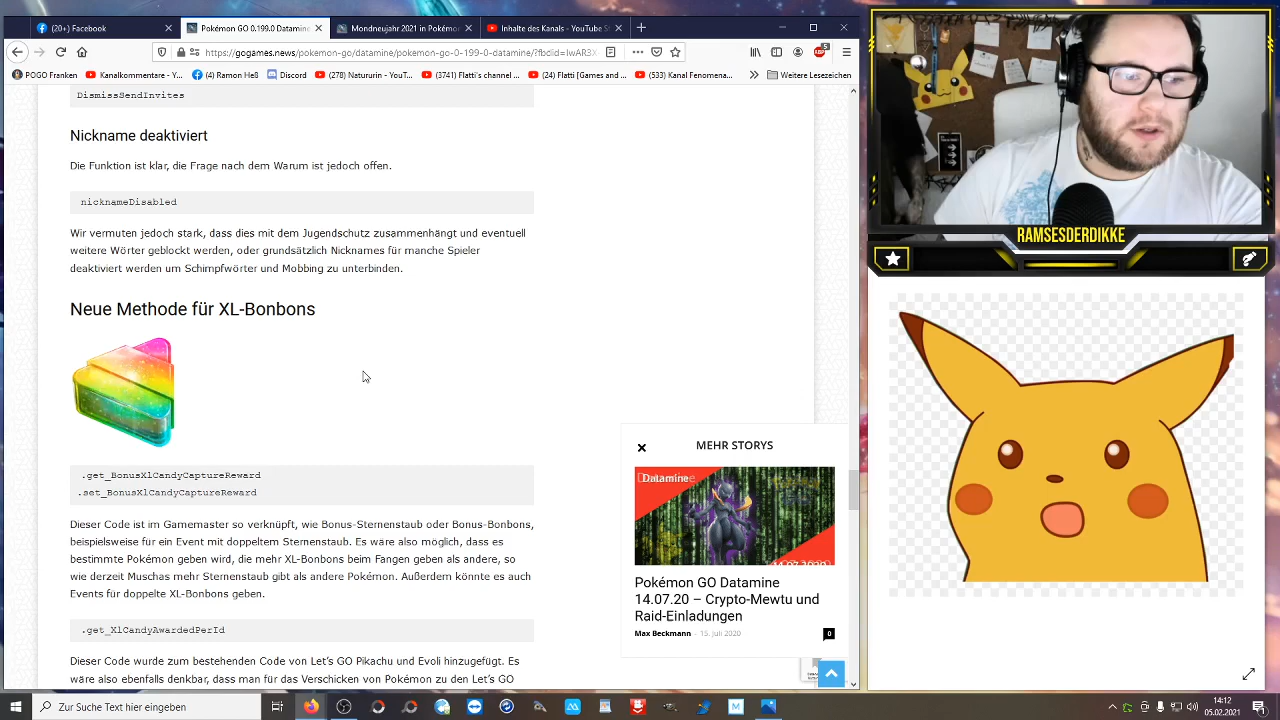 (20+) Facebook
Pokémon GO 0.199.0 Datamine
Neujahr 2021 in Pokémon
Inhalte des Kanals - YouTube
https://gogames.news/pokemon_go/datamine/pokemon-go-0-199-0-datamine/?fbclid=IwAR3X
POGO Franken
Kanalkommentare - ...
(4) Ramon Heß
Discord
(278) Natururin - YouT...
(3741) Flatti's channel ...
(24) Flatti [Games and ...
(533) Kanal Fenomena...
Weitere Lesezeichen
DismissSendInvites
Nickname deaktiviert
Die Funktion ist klar, die Frage nach dem Warum ist jedoch offen.
nicknameDisabled
Wir vermuten jedoch stark, dass dies mit dem Jugendschutz zusammenhängt und eventuell
weitere Wörter geblockt werden, oder grundsätzlich Nicknames für manche Spieler
deaktiviert werden um Schimpfwörter und Mobbing zu unterbinden.
Neue Methode für XL-Bonbons
.get_BonusXlCandyCaptureReward
.set_BonusXlCandyCaptureReward
Dieser Code ist im Gamemaster so verknüpft, wie Bonus-Sternenstaub oder Bonus-Bonbons,
beispielsweise für ein Event mit doppeltem Sternenstaub. Es wäre also möglich, dass es
bestimmte Pokémon geben wird, die mehr XL-Bonbons beim Fangen geben als andere, so
wie derzeit Muschas mehr Sternenstaub gibt als andere Pokémon. Außerdem könnte es auch
Events für doppelte XL-Bonbons geben.
.get_XlCandyAwardedPerId
Dieser Code wurde zum bestehenden Code von Let's GO Pikachu und Evoli hinzugefügt. Es
wäre also ebenfalls denkbar, dass man für das Verschicken von Pokémon zu den Let's GO
MEHR STORYS
Datamine
14.07.2020
Pokémon GO Datamine
14.07.20 – Crypto-Mewtu und
Raid-Einladungen
Max Beckmann - 15. Juli 2020
0
RAMSESDERDIKKE
Zur Suche Text hier eingeben
14:12
05.02.2021